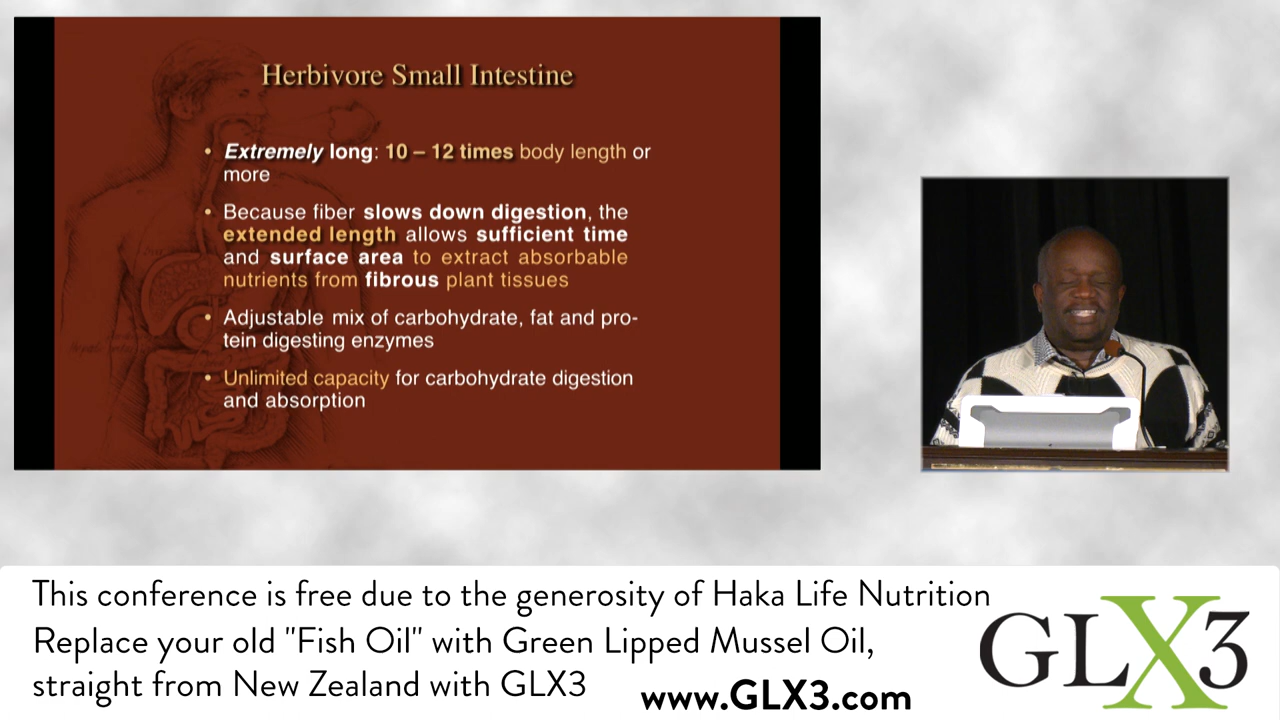 Herbivore Small Intestine
• Extremely long: 10 – 12 times body length or
more
• Because fiber slows down digestion, the
extended length allows sufficient time
and surface area to extract absorbable
nutrients from fibrous plant tissues
• Adjustable mix of carbohydrate, fat and pro-
tein digesting enzymes
• Unlimited capacity for carbohydrate digestion
and absorption
This conference is free due to the generosity of Haka Life Nutrition
Replace your old "Fish Oil" with Green Lipped Mussel Oil,
straight from New Zealand with GLX3
www.GLX3.com
GLX3